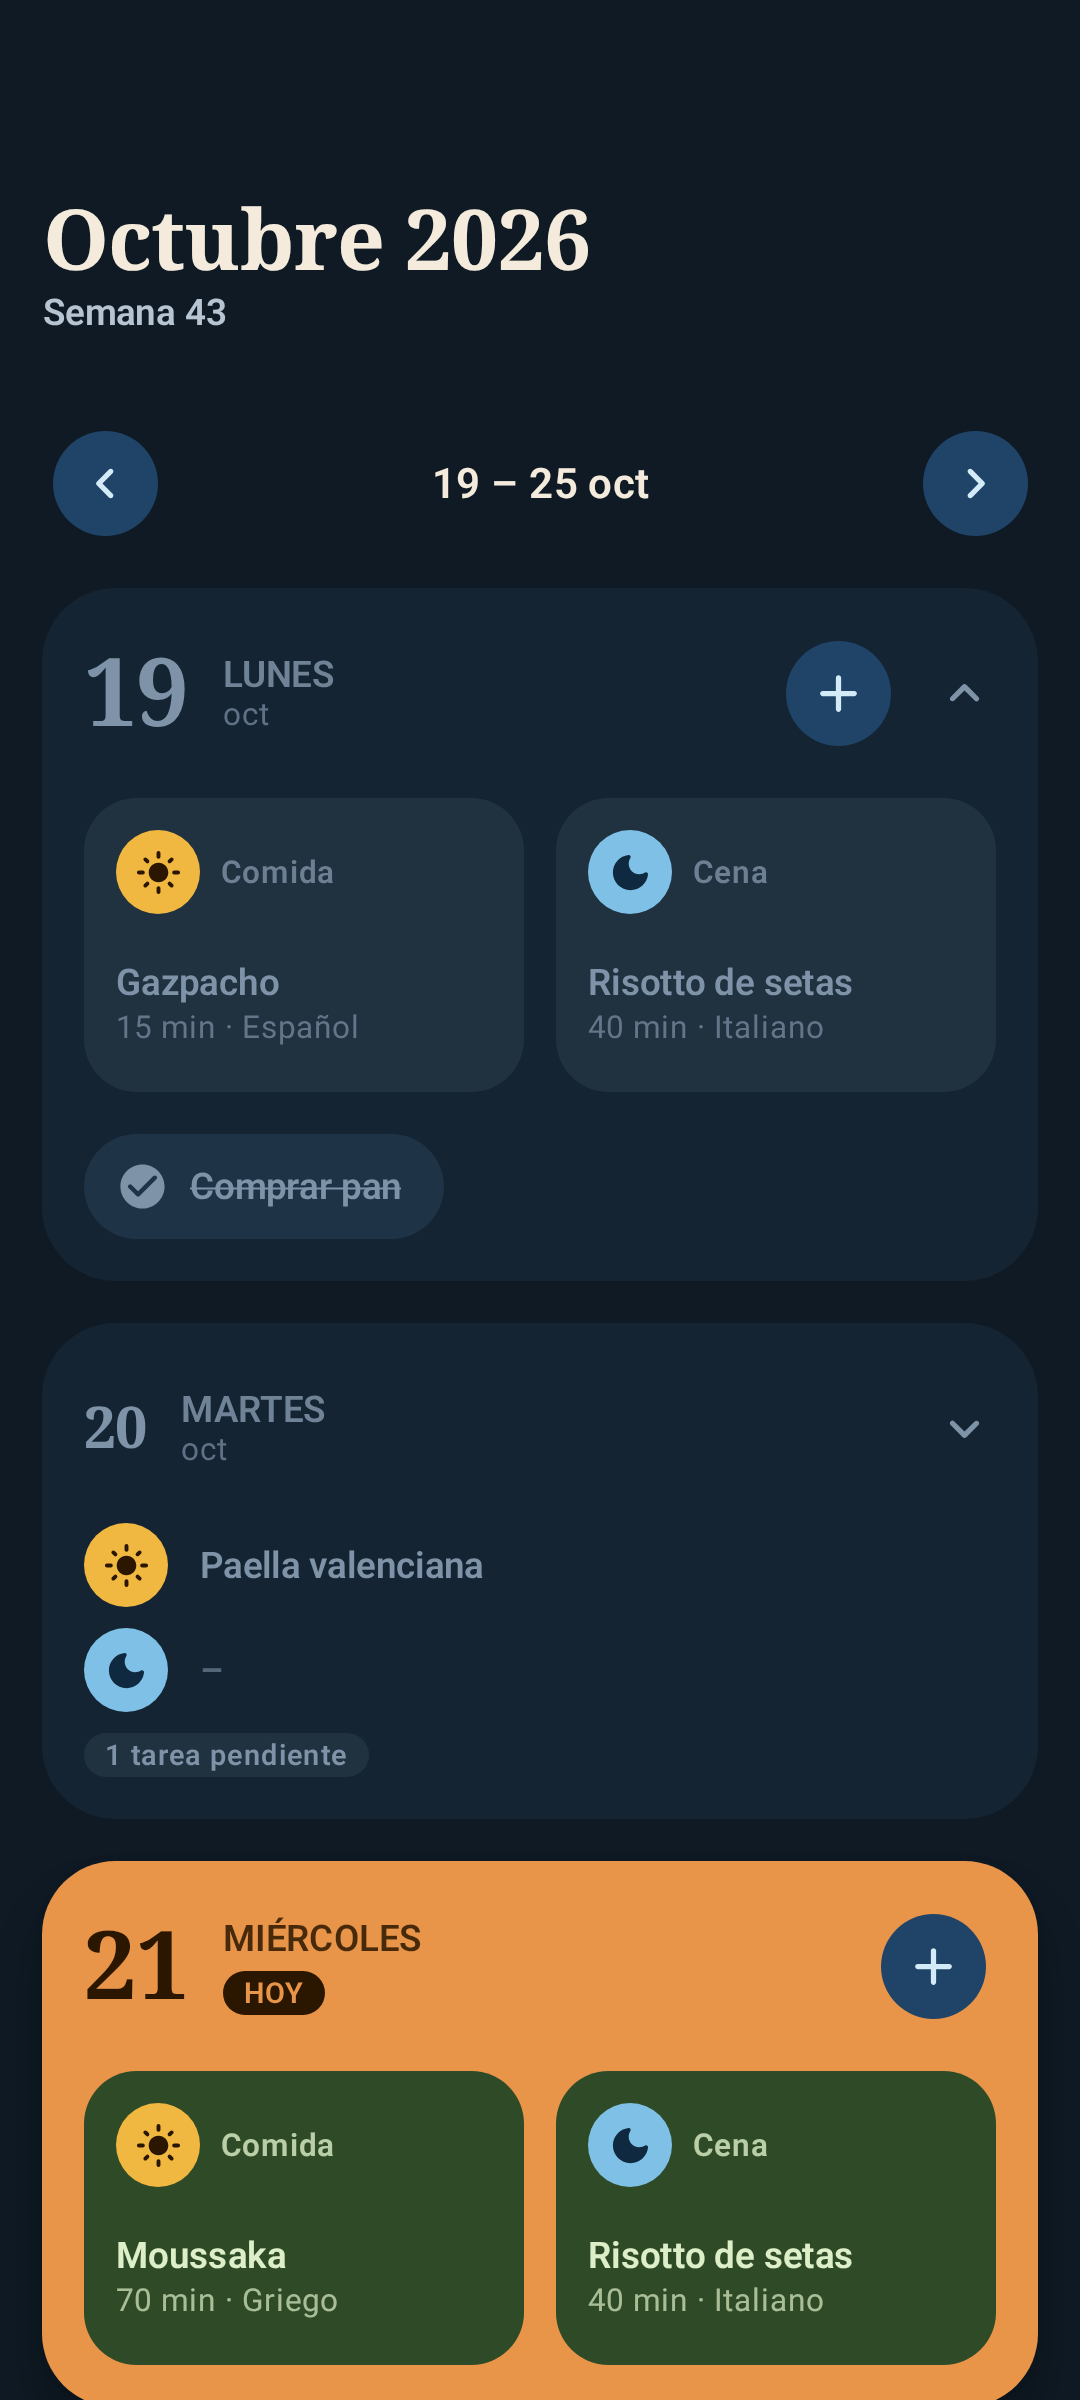 Octubre 2026
Semana 43
19 – 25 oct
19 LUNES
oct
Comida
Cena
Gazpacho
15 min · Español
Risotto de setas
40 min · Italiano
Comprar pan
20 MARTES
oct
Paella valenciana
–
1 tarea pendiente
21 MIÉRCOLES
HOY
Comida
Cena
Moussaka
70 min · Griego
Risotto de setas
40 min · Italiano